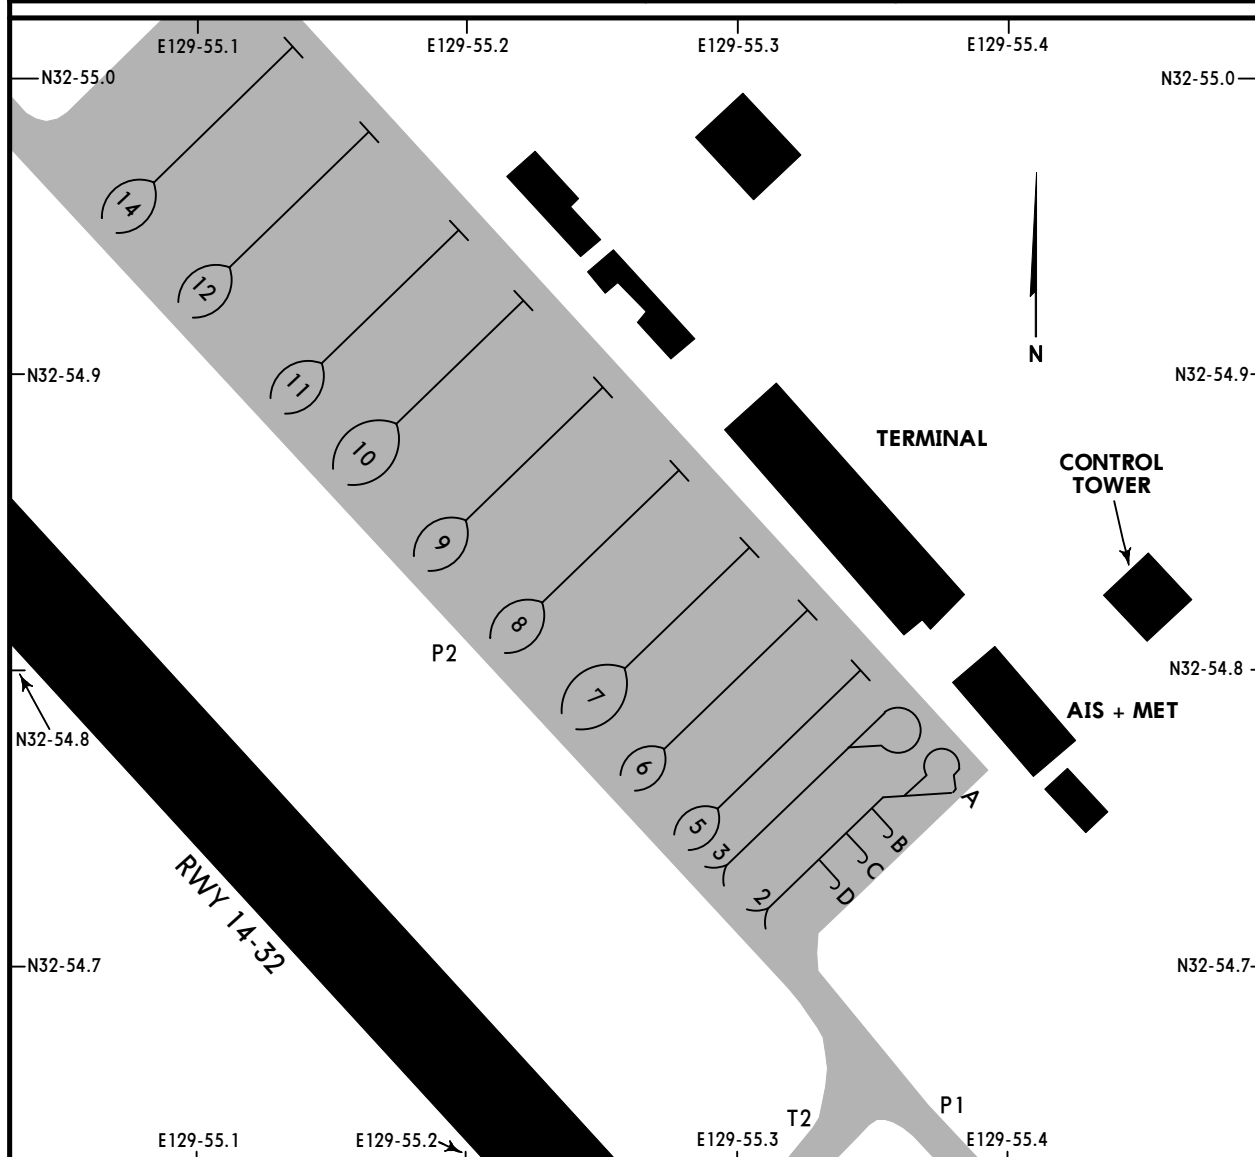 E129-55.1
E129-55.2
E129-55.3
E129-55.4
N32-55.0
N32-55.0
14
12
N
N32-54.9
11
N32-54.9
10
TERMINAL
CONTROL
TOWER
9
8
P2
N32-54.8
7
AIS + MET
N32-54.8
6
A
5
3
B
C
D
2
RWY 14-32
N32-54.7
N32-54.7
P1
T2
E129-55.1
E129-55.2
E129-55.3
E129-55.4